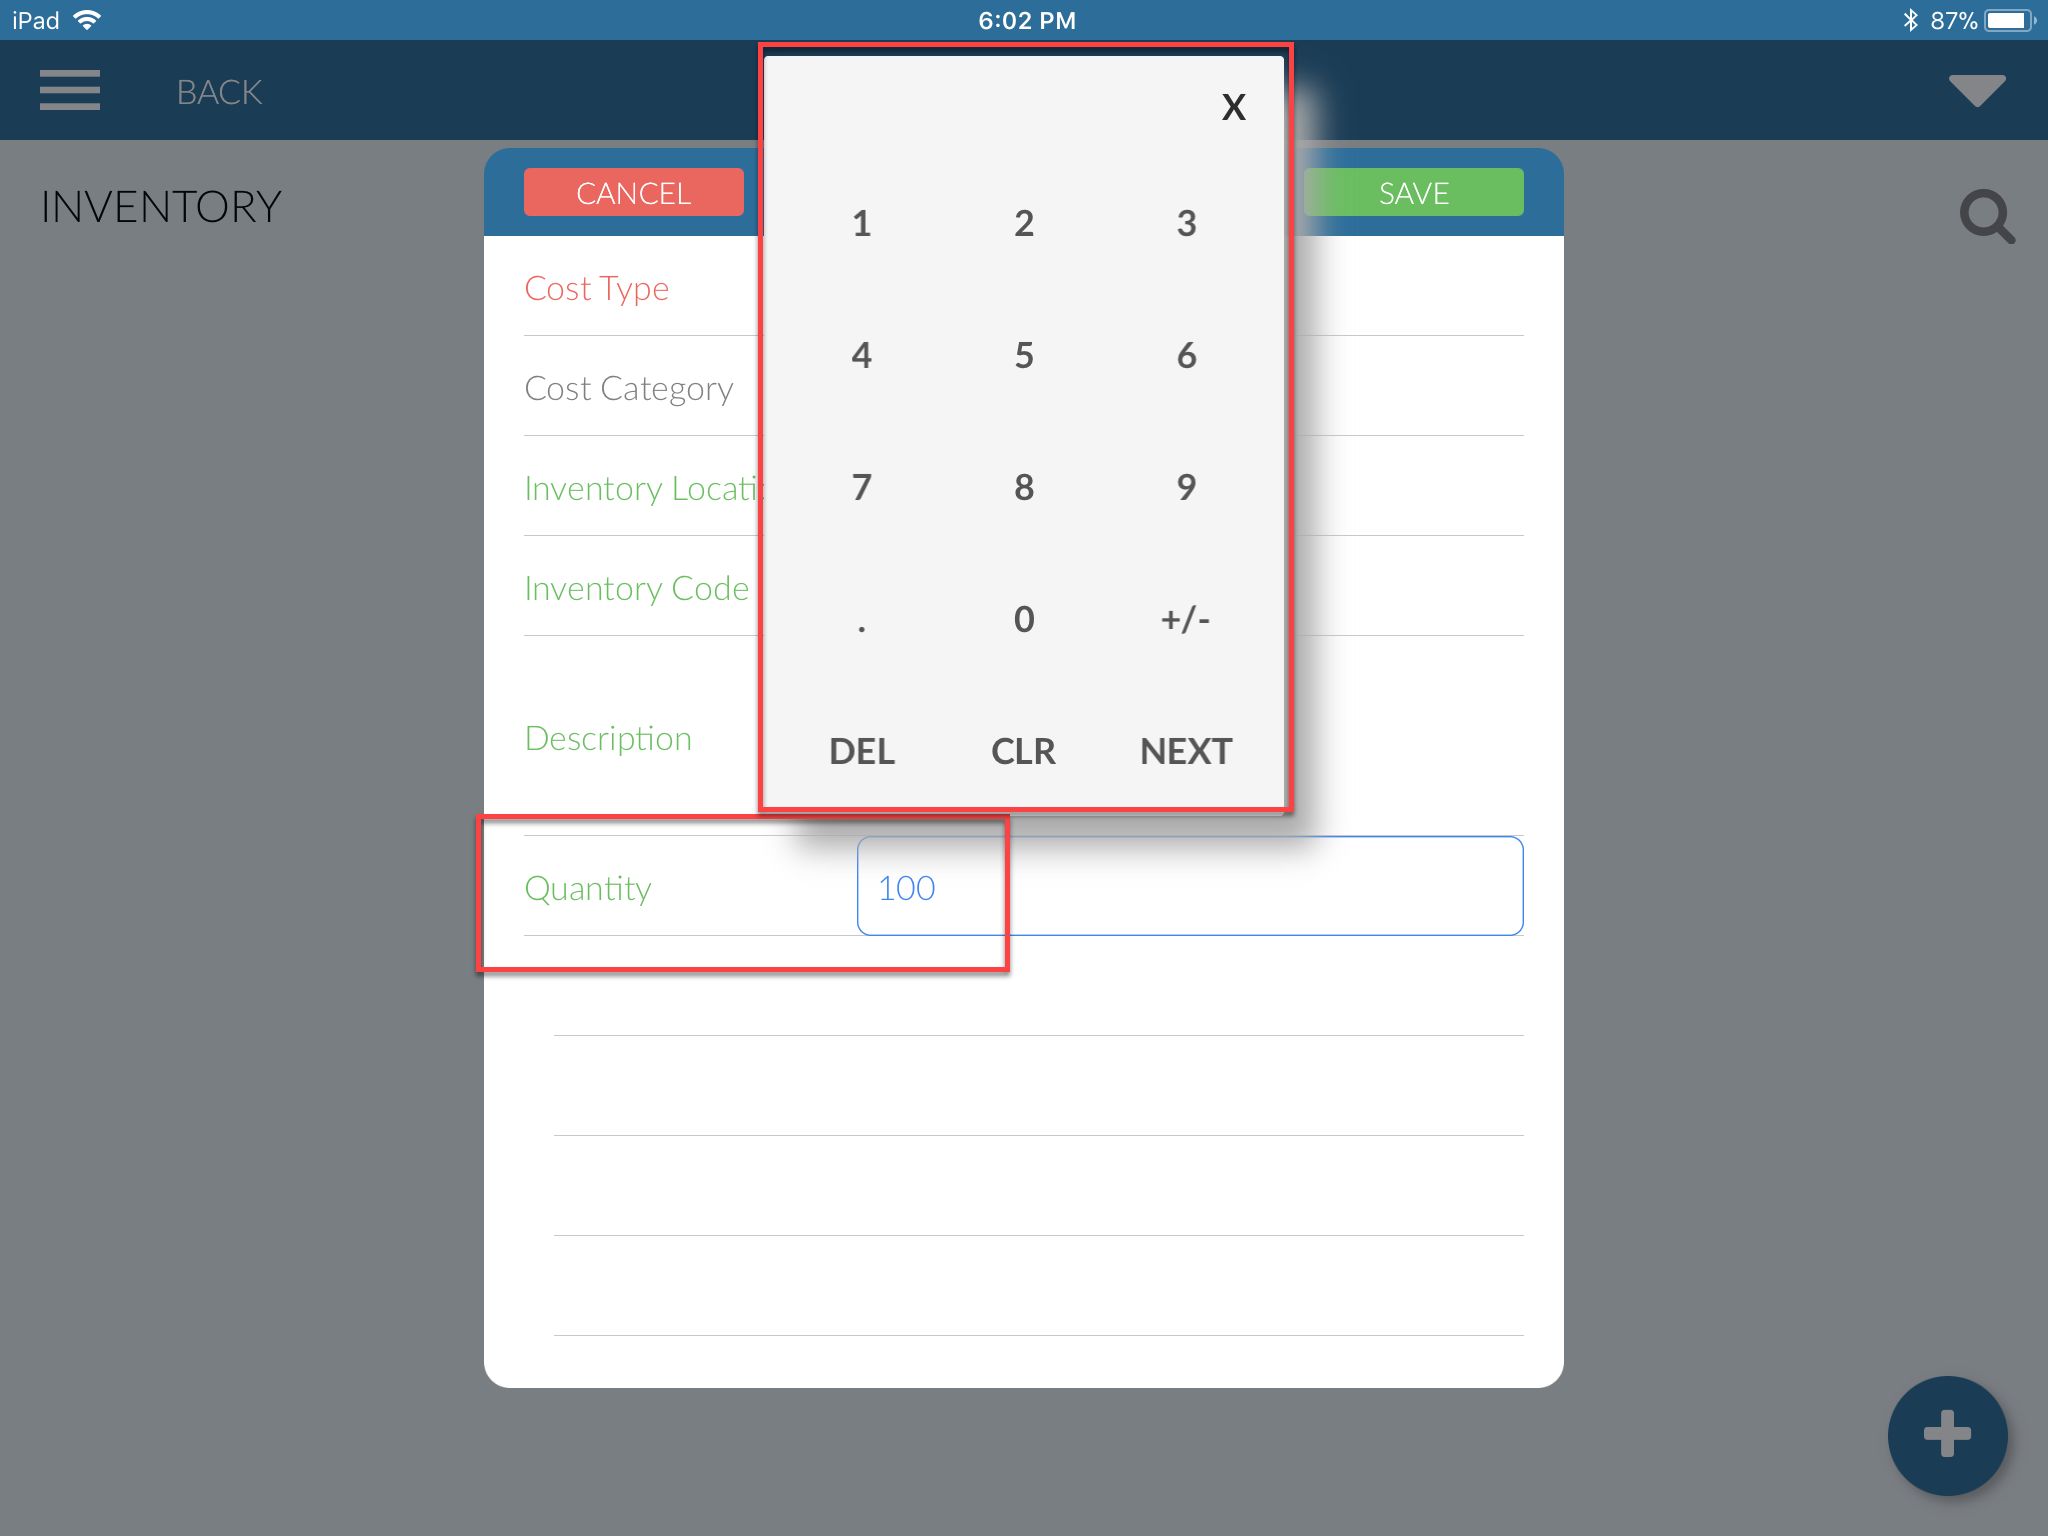 iPad 6:02 PM 87%
BACK
INVENTORY
CANCEL SAVE
X
1 2 3
Cost Type
4 5 6
Cost Category
7 8 9
Inventory Locati
Inventory Code
. 0 +/-
Description
DEL CLR NEXT
Quantity 100